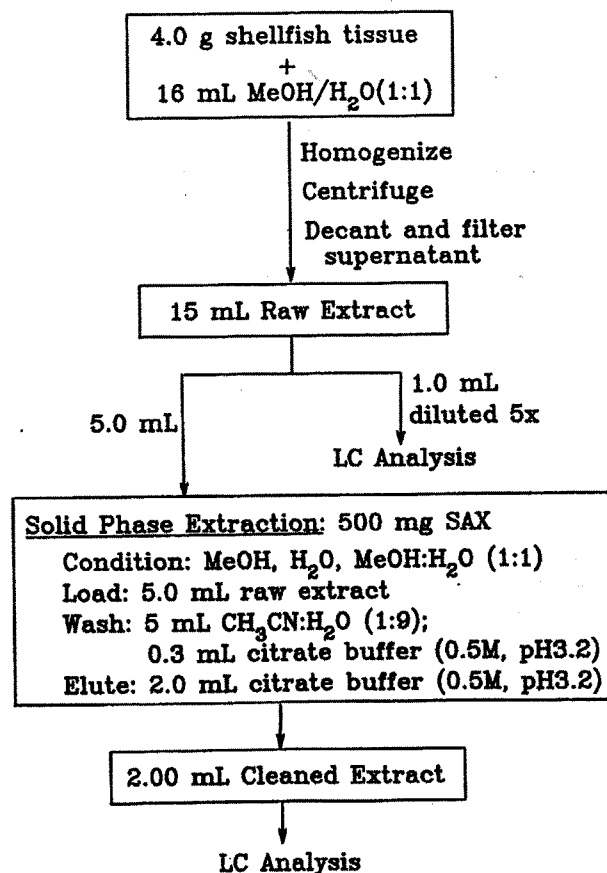 4.0 g shellfish tissue
+
16 mL MeOH/H₂O(1:1)
Homogenize
Centrifuge
Decant and filter
supernatant
15 mL Raw Extract
5.0 mL
1.0 mL
diluted 5x
LC Analysis
Solid Phase Extraction: 500 mg SAX
Condition: MeOH, H₂O, MeOH:H₂O (1:1)
Load: 5.0 mL raw extract
Wash: 5 mL CH₃CN:H₂O (1:9);
0.3 mL citrate buffer (0.5M, pH3.2)
Elute: 2.0 mL citrate buffer (0.5M, pH3.2)
2.00 mL Cleaned Extract
LC Analysis